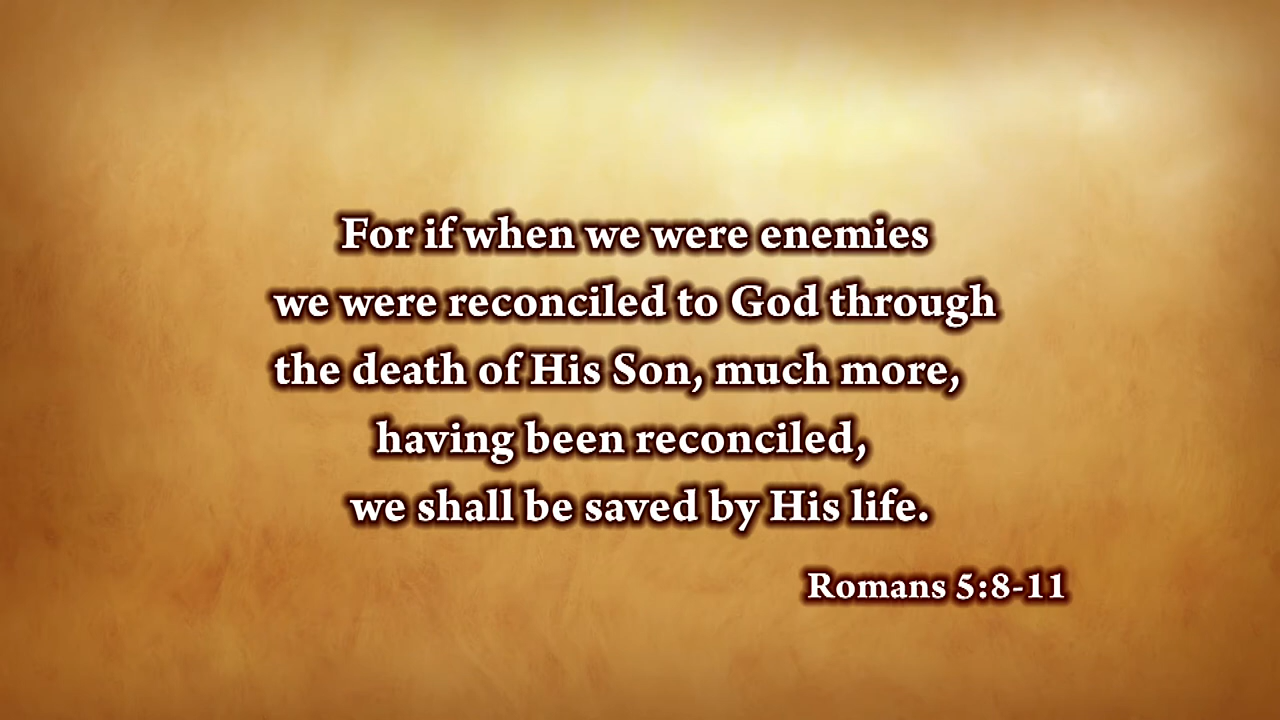 For if when we were enemies
we were reconciled to God through
the death of His Son, much more,
having been reconciled,
we shall be saved by His life.
Romans 5:8-11